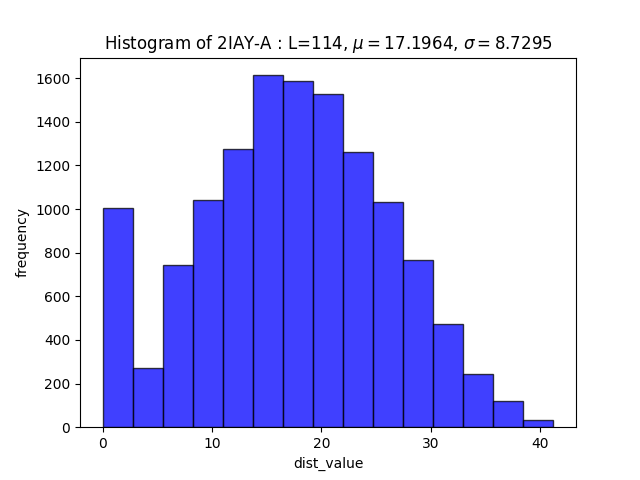 Histogram of 2IAY-A : L=114, μ = 17.1964, σ = 8.7295
1600
1400
1200
1000
800
600
400
200
0
frequency
0 10 20 30 40
dist_value